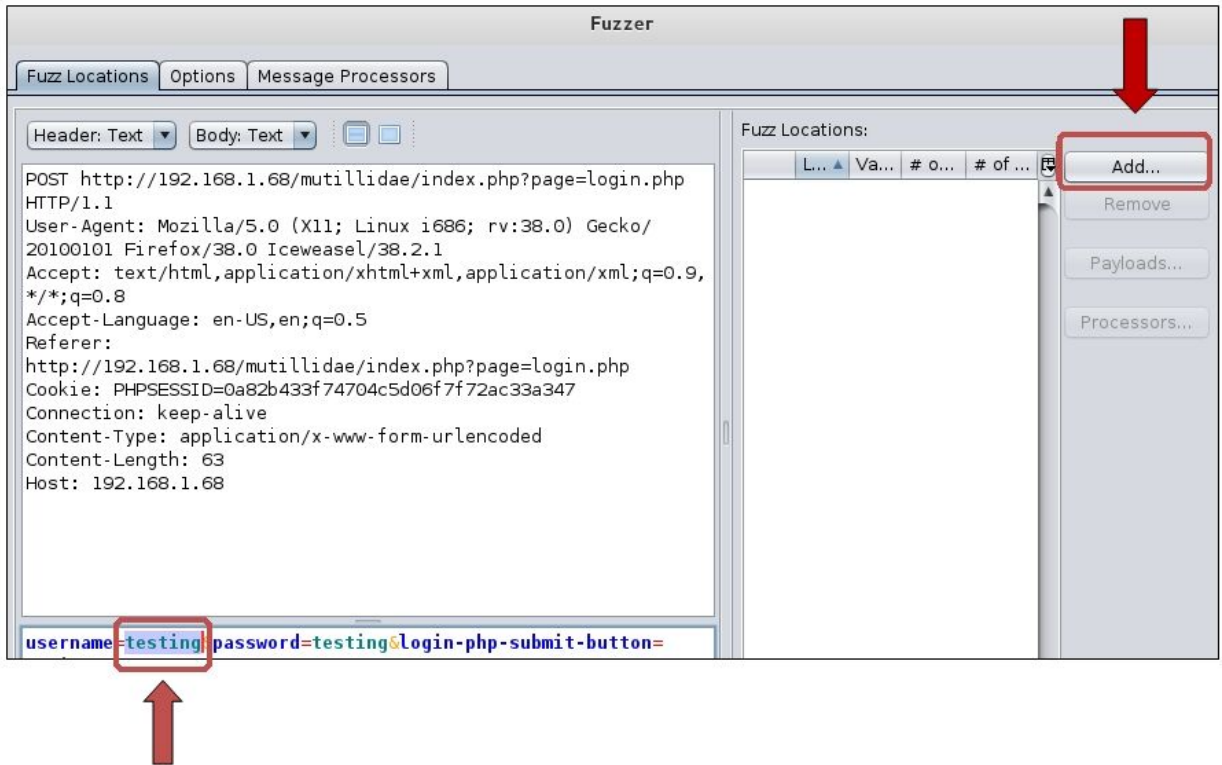 Fuzzer
Fuzz Locations
Options
Message Processors
Header: Text
Body: Text
POST http://192.168.1.68/mutillidae/index.php?page=login.php
HTTP/1.1
User-Agent: Mozilla/5.0 (X11; Linux i686; rv:38.0) Gecko/
20100101 Firefox/38.0 Iceweasel/38.2.1
Accept: text/html,application/xhtml+xml,application/xml;q=0.9,
*/*;q=0.8
Accept-Language: en-US,en;q=0.5
Referer:
http://192.168.1.68/mutillidae/index.php?page=login.php
Cookie: PHPSESSID=0a82b433f74704c5d06f7f72ac33a347
Connection: keep-alive
Content-Type: application/x-www-form-urlencoded
Content-Length: 63
Host: 192.168.1.68
username=testing&password=testing&login-php-submit-button=
Fuzz Locations:
L... Va... # o... # of ...
Add...
Remove
Payloads...
Processors...